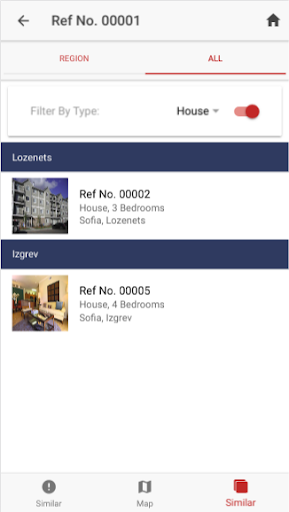 Ref No. 00001
REGION ALL
Filter By Type: House
Lozenets
Ref No. 00002
House, 3 Bedrooms
Sofia, Lozenets
Izgrev
Ref No. 00005
House, 4 Bedrooms
Sofia, Izgrev
Similar Map Similar